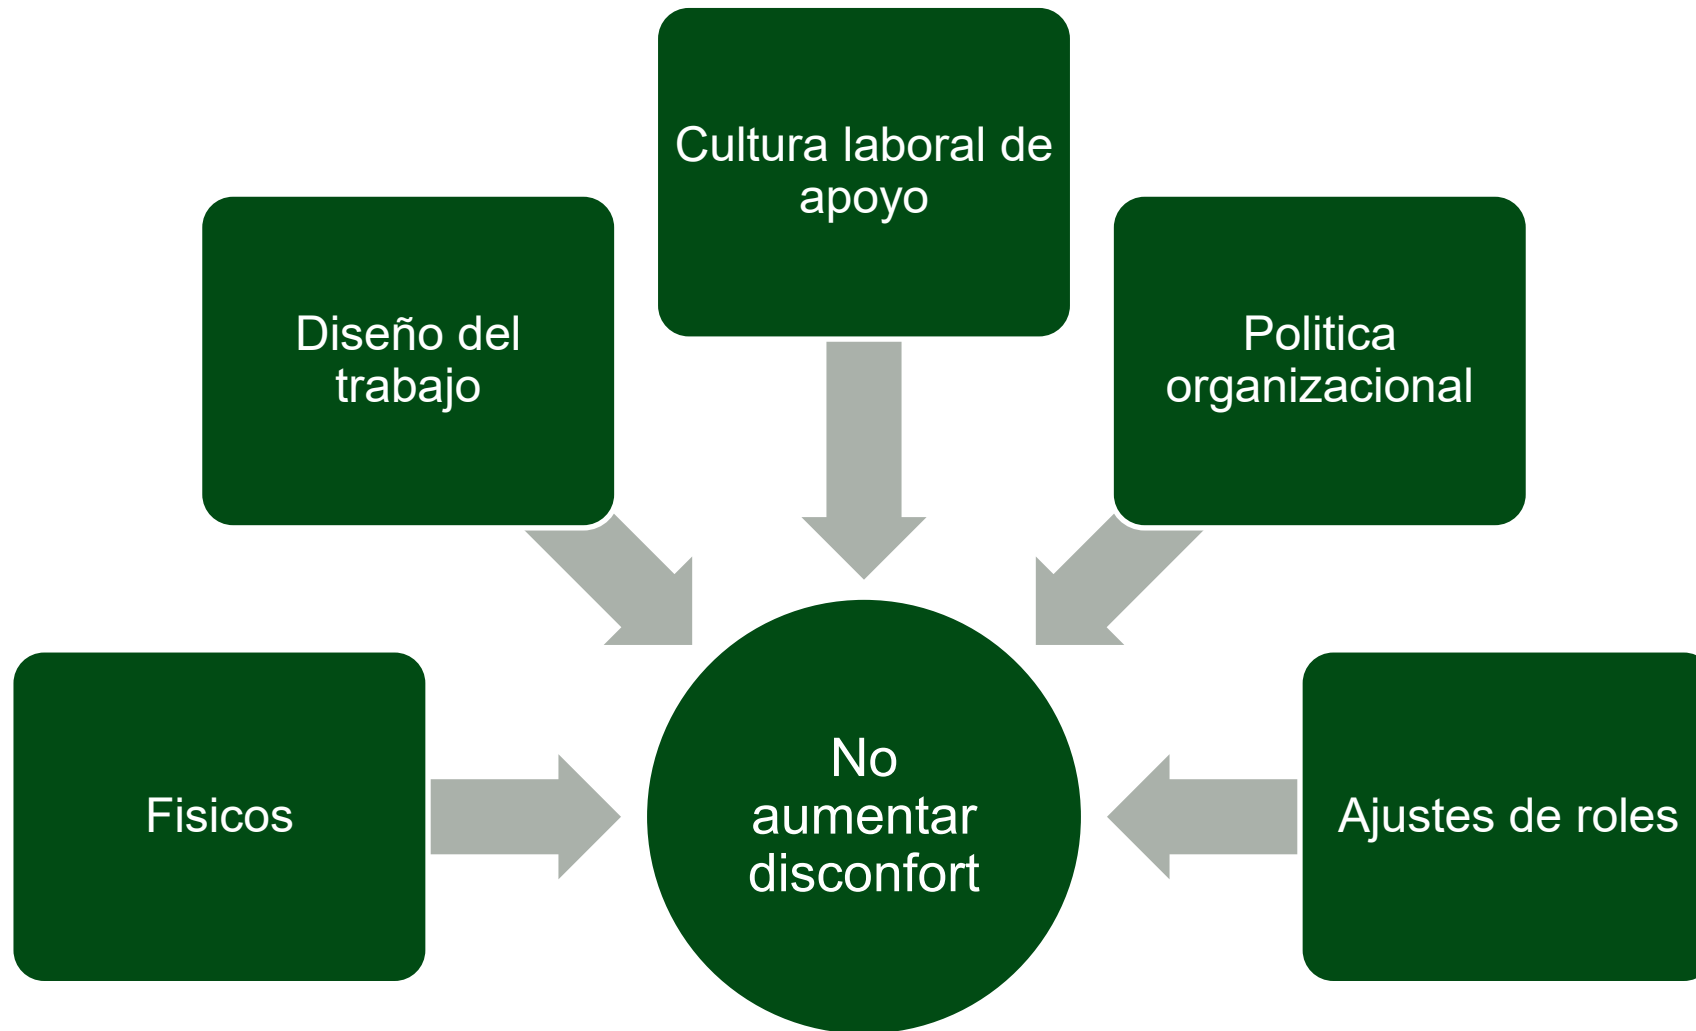 Cultura laboral de
apoyo
Diseño del
trabajo
Politica
organizacional
Fisicos
No
aumentar
disconfort
Ajustes de roles